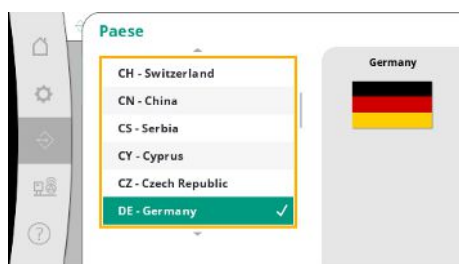 Paese
CH - Switzerland
CN - China
CS - Serbia
CY - Cyprus
CZ - Czech Republic
DE - Germany
Germany
?